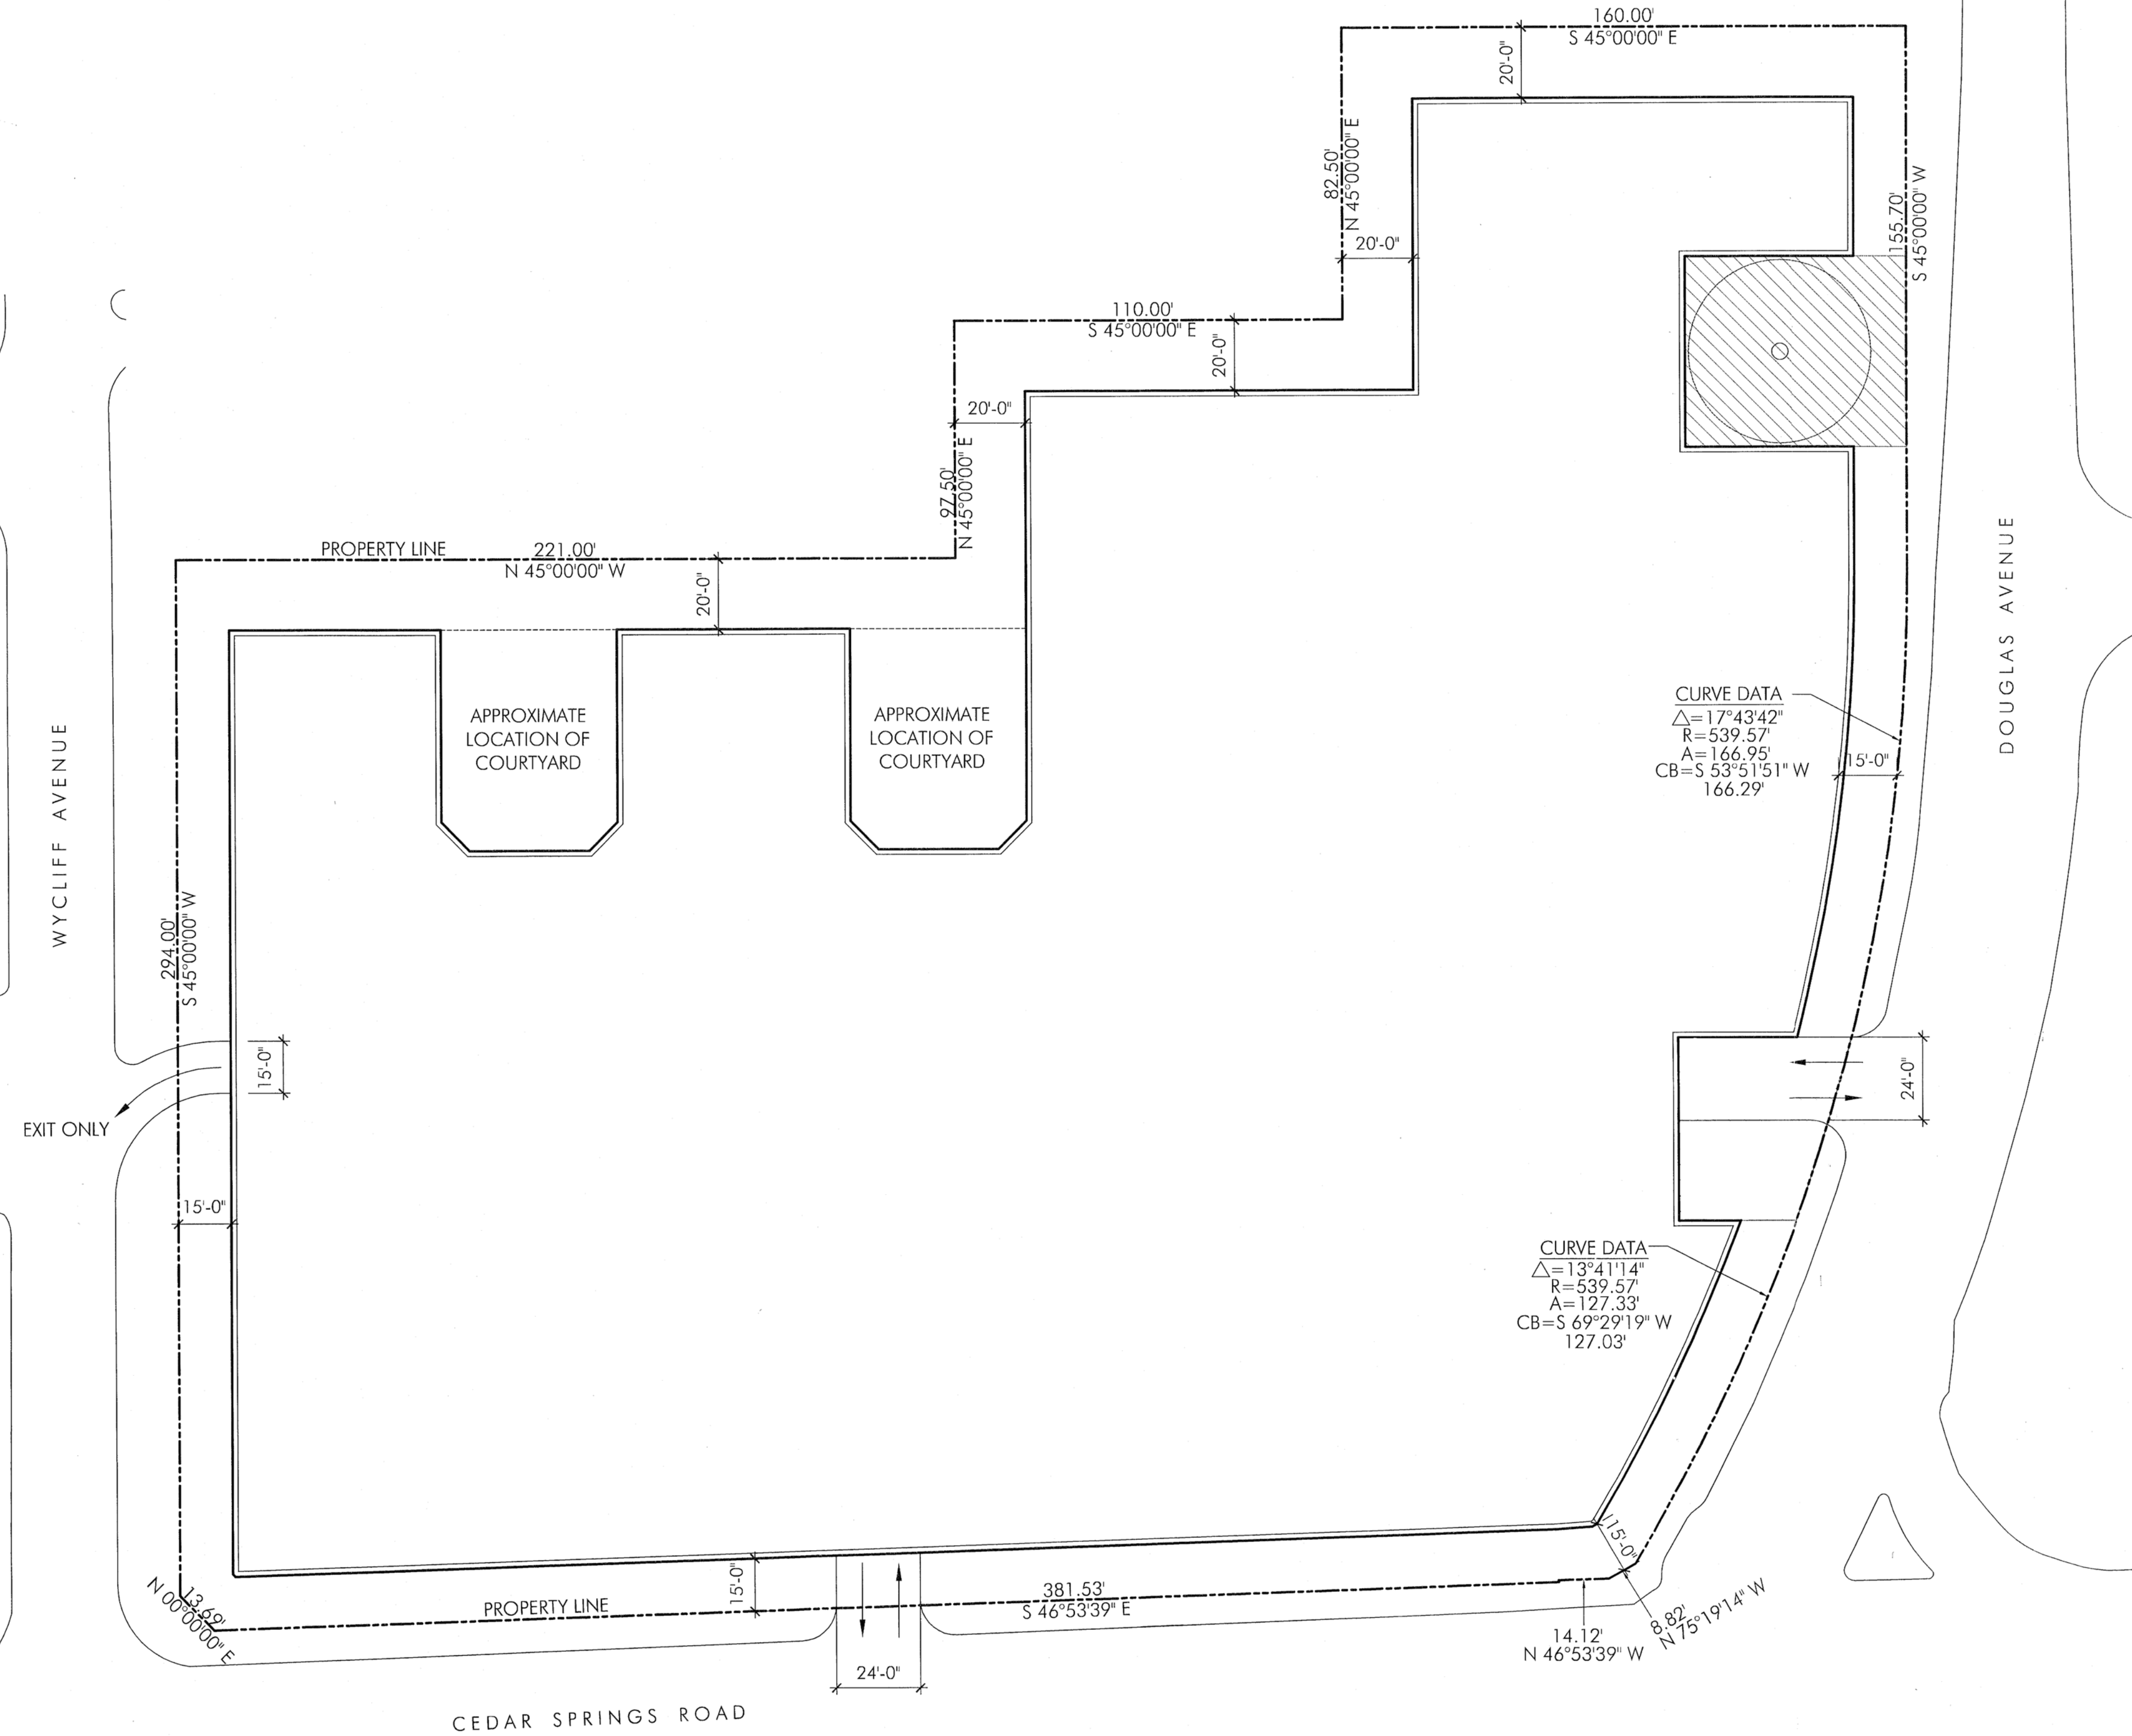 160.00'
S 45°00'00" E
20'-0"
82.50'
N 45°00'00" E
20'-0"
155.70'
S 45°00'00" W
110.00'
S 45°00'00" E
20'-0"
20'-0"
97.50'
N 45°00'00" E
PROPERTY LINE
221.00'
N 45°00'00" W
20'-0"
DOUGLAS AVENUE
CURVE DATA
△=17°43'42"
R=539.57'
A=166.95'
CB=S 53°51'51" W
166.29'
15'-0"
APPROXIMATE
LOCATION OF
COURTYARD
APPROXIMATE
LOCATION OF
COURTYARD
WYCLIFF AVENUE
294.00'
S 45°00'00" W
15'-0"
EXIT ONLY
24'-0"
15'-0"
CURVE DATA
△=13°41'14"
R=539.57'
A=127.33'
CB=S 69°29'19" W
127.03'
15'-0"
13.69'
N 00°00'00" E
PROPERTY LINE
15'-0"
381.53'
S 46°53'39" E
14.12'
N 46°53'39" W
8.82'
N 75°19'14" W
24'-0"
CEDAR SPRINGS ROAD